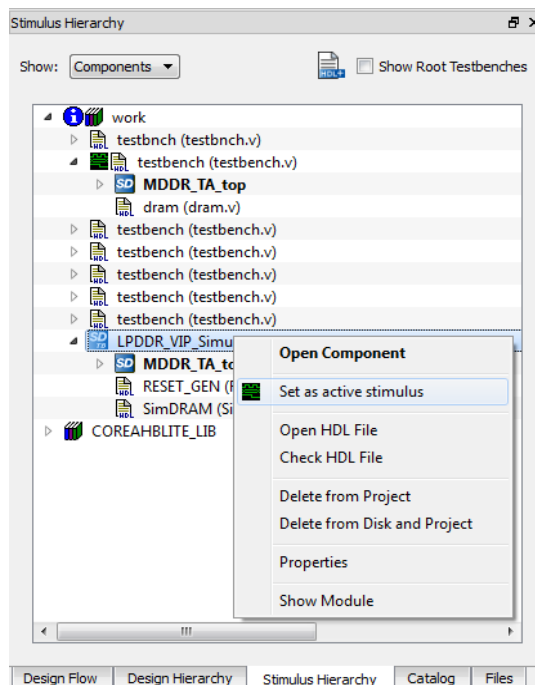 Stimulus Hierarchy
Show: Components Show Root Testbenches
work
testbnch (testbnch.v)
testbench (testbench.v)
MDDR_TA_top
dram (dram.v)
testbench (testbench.v)
testbench (testbench.v)
testbench (testbench.v)
testbench (testbench.v)
testbench (testbench.v)
LPDDR_VIP_Simu
MDDR_TA_to
RESET_GEN (
SimDRAM (Si
COREAHBLITE_LIB
Open Component
Set as active stimulus
Open HDL File
Check HDL File
Delete from Project
Delete from Disk and Project
Properties
Show Module
Design Flow Design Hierarchy Stimulus Hierarchy Catalog Files